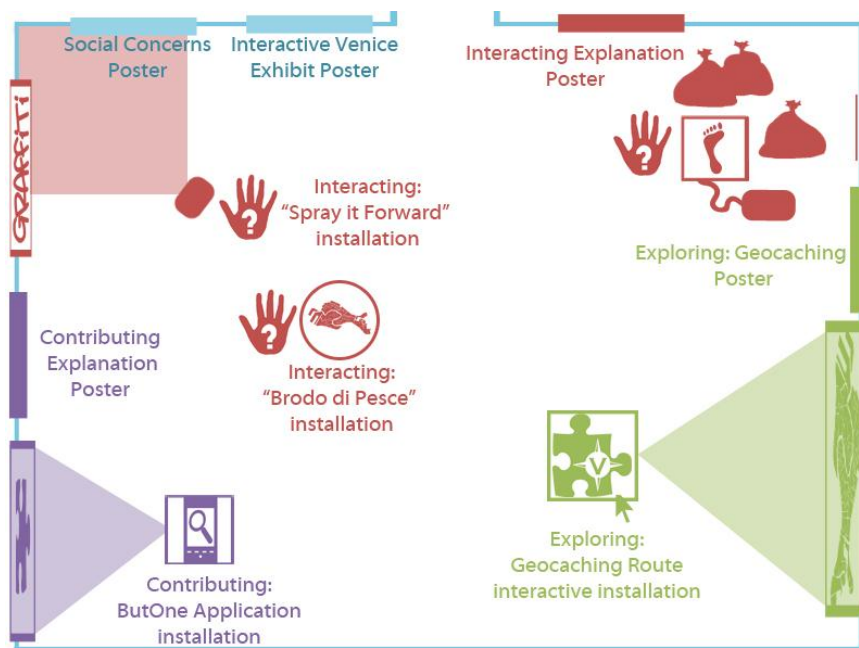 Social Concerns
Poster
Interactive Venice
Exhibit Poster
Interacting Explanation
Poster
GRAFFITI
?
?
Interacting:
“Spray it Forward”
installation
Exploring: Geocaching
Poster
?
Interacting:
“Brodo di Pesce”
installation
Contributing
Explanation
Poster
V
Exploring:
Geocaching Route
interactive installation
Contributing:
ButOne Application
installation